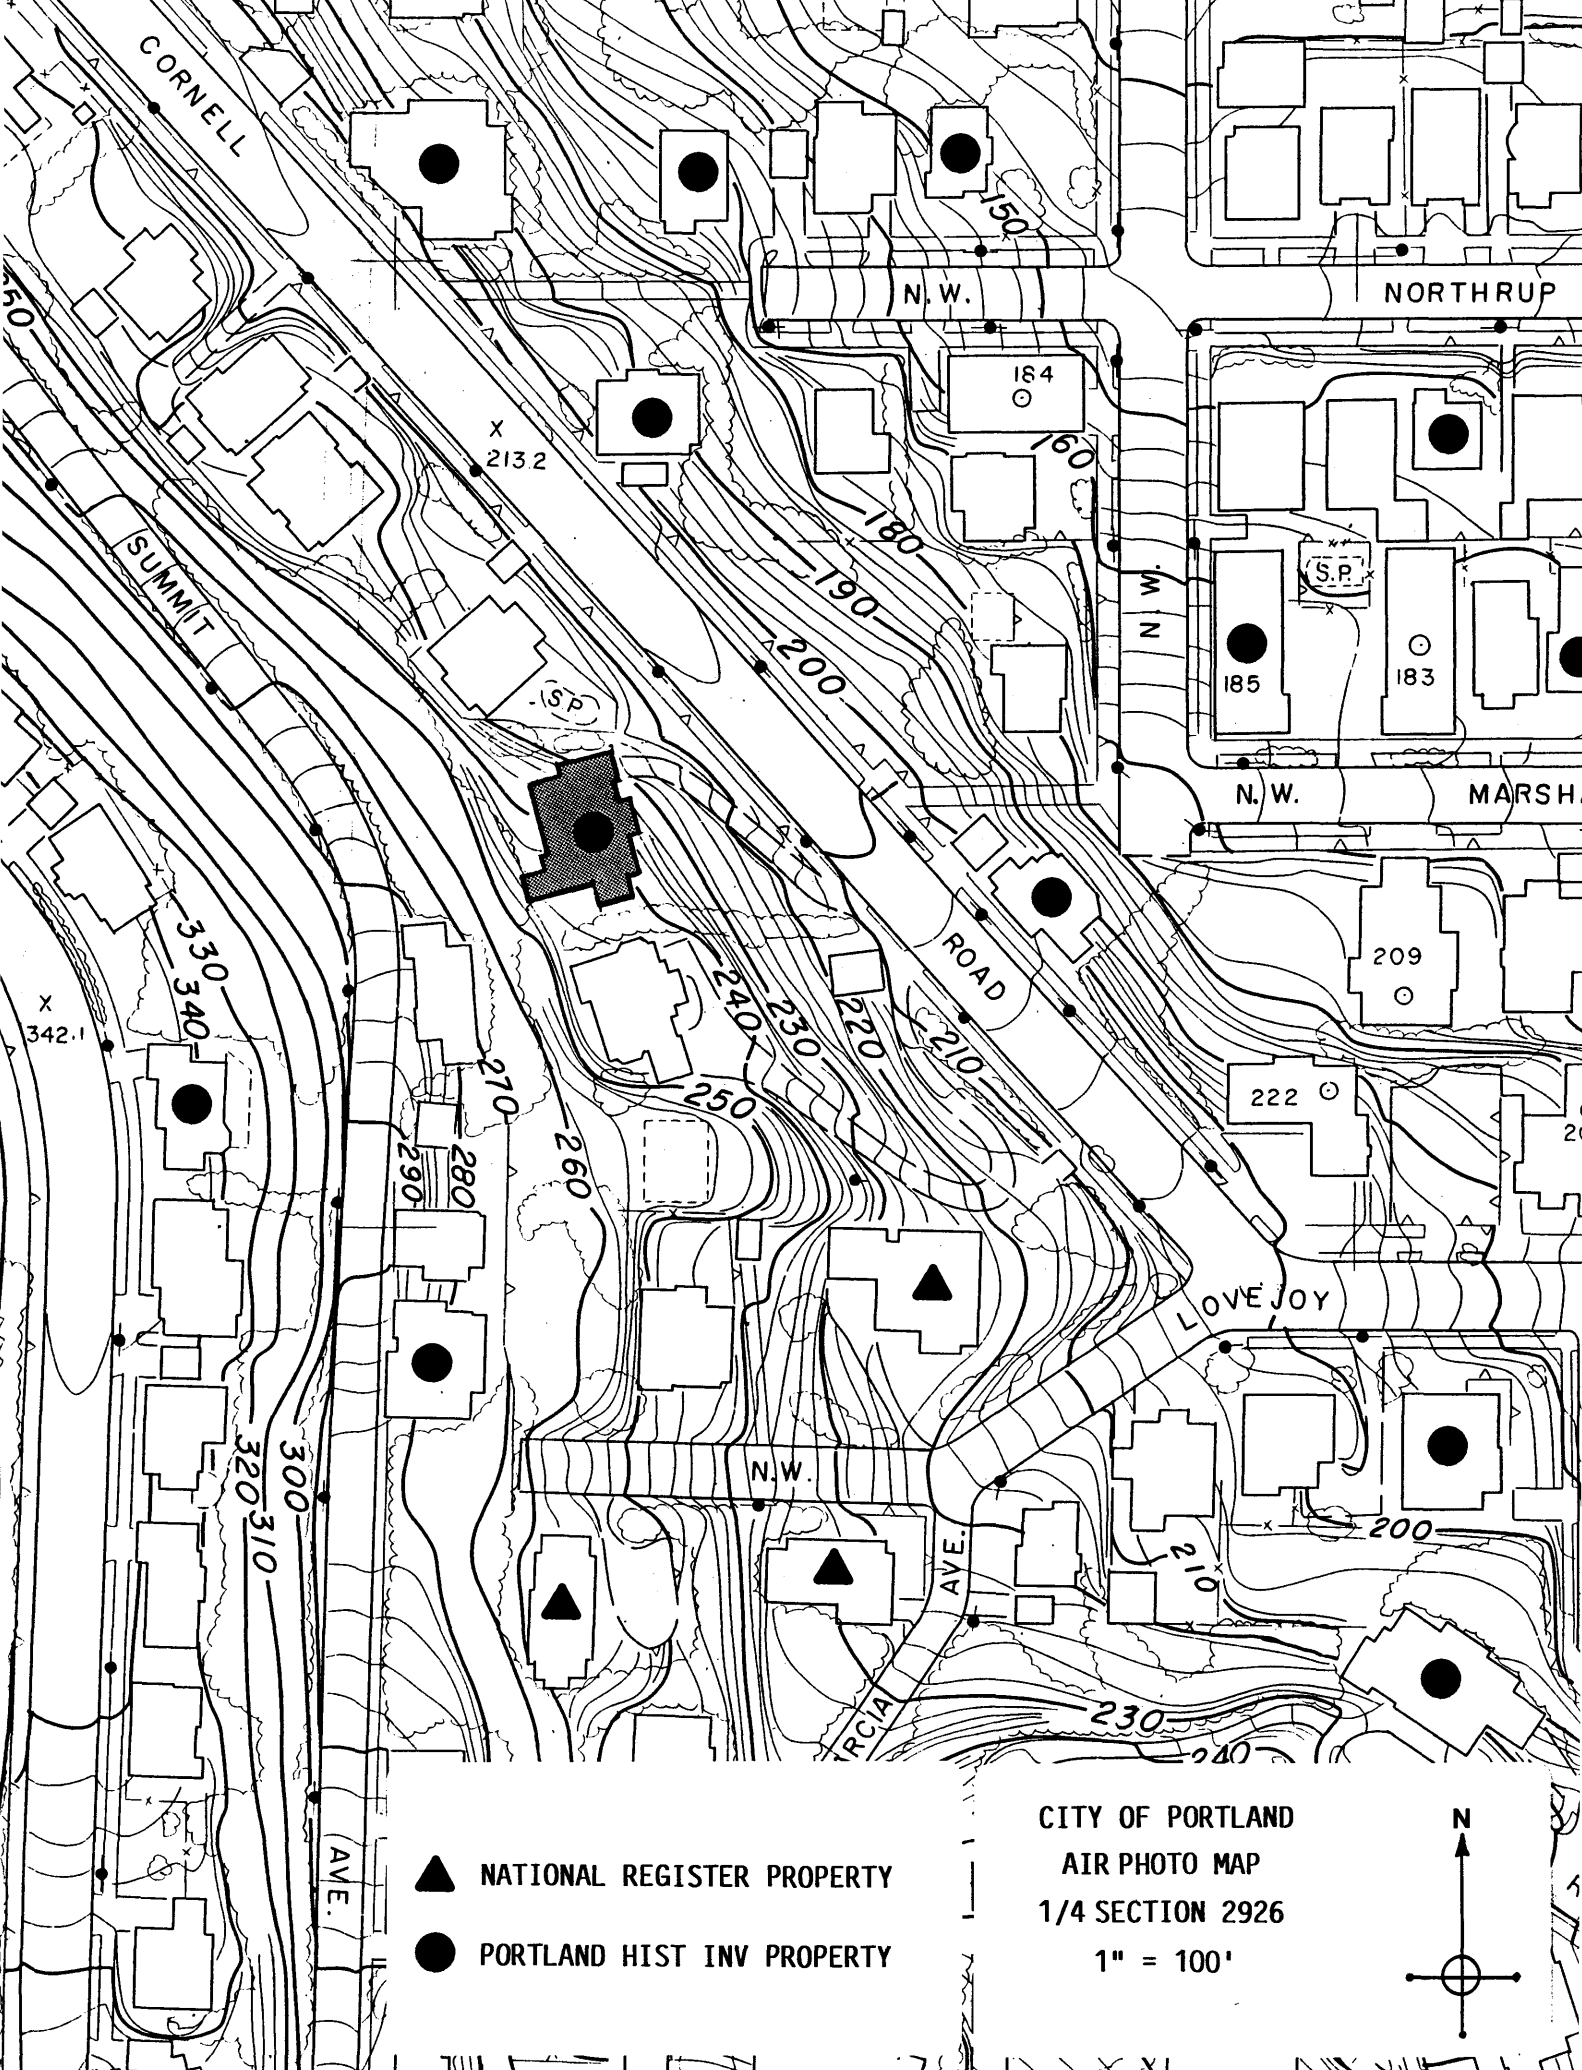 CORNELL
150
N.W.
NORTHRUP
50
184
160
X
213.2
180
SUMMIT
190
S.P.
N.W.
200
185
183
S.P.
N.W.
MARSH
ROAD
209
330
340
240
230
220
210
X
342.1
270
250
222
260
290
280
LOVEJOY
320
300
310
N.W.
200
210
AVE.
RCIA
230
240
AVE.
NATIONAL REGISTER PROPERTY
PORTLAND HIST INV PROPERTY
CITY OF PORTLAND
AIR PHOTO MAP
1/4 SECTION 2926
1" = 100'
N